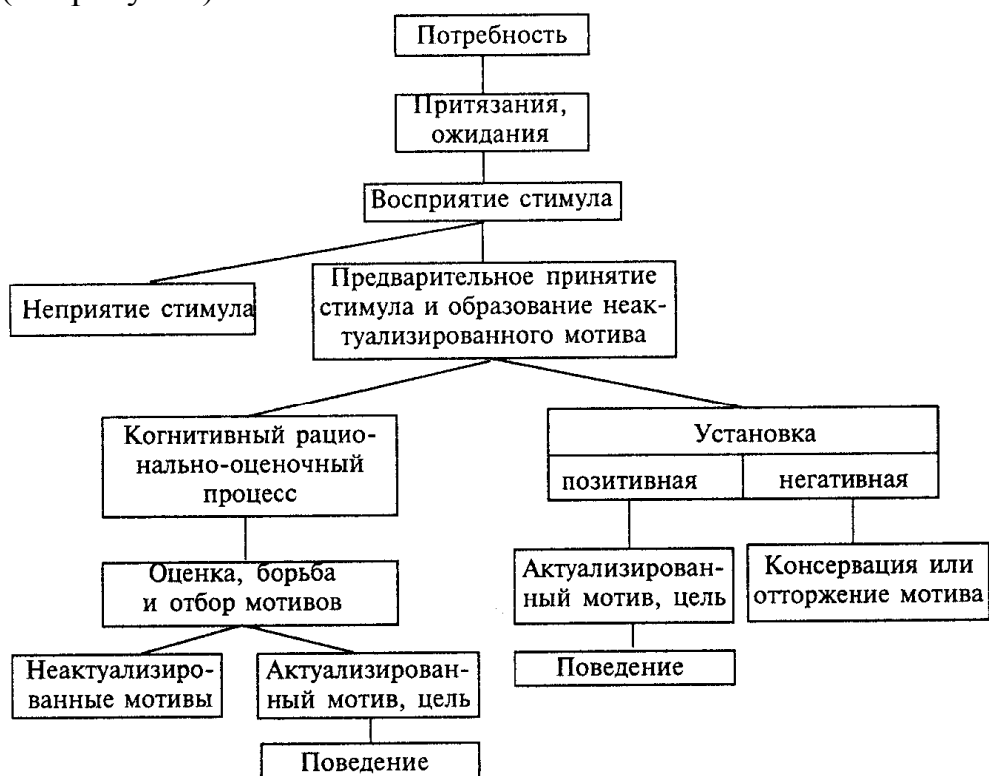 Потребность
Притязания,
ожидания
Восприятие стимула
Неприятие стимула
Предварительное принятие
стимула и образование неак-
туализированного мотива
Когнитивный рацио-
нально-оценочный
процесс
Установка
позитивная
негативная
Оценка, борьба
и отбор мотивов
Актуализирован-
ный мотив, цель
Консервация или
отторжение мотива
Неактуализиро-
ванные мотивы
Актуализирован-
ный мотив, цель
Поведение
Поведение